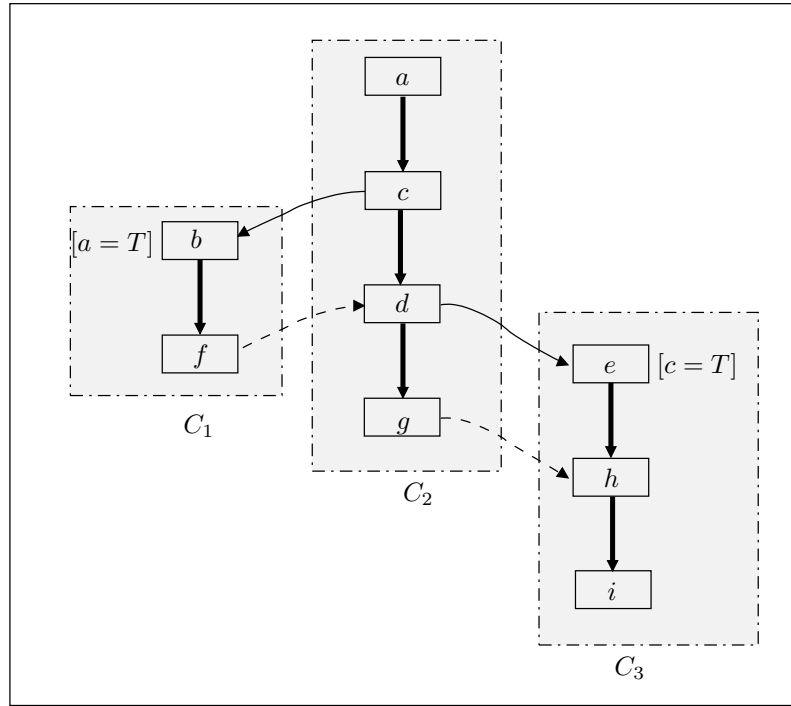 a
c
[a = T] b
d
f
e [c = T]
C₁
g
h
C₂
i
C₃